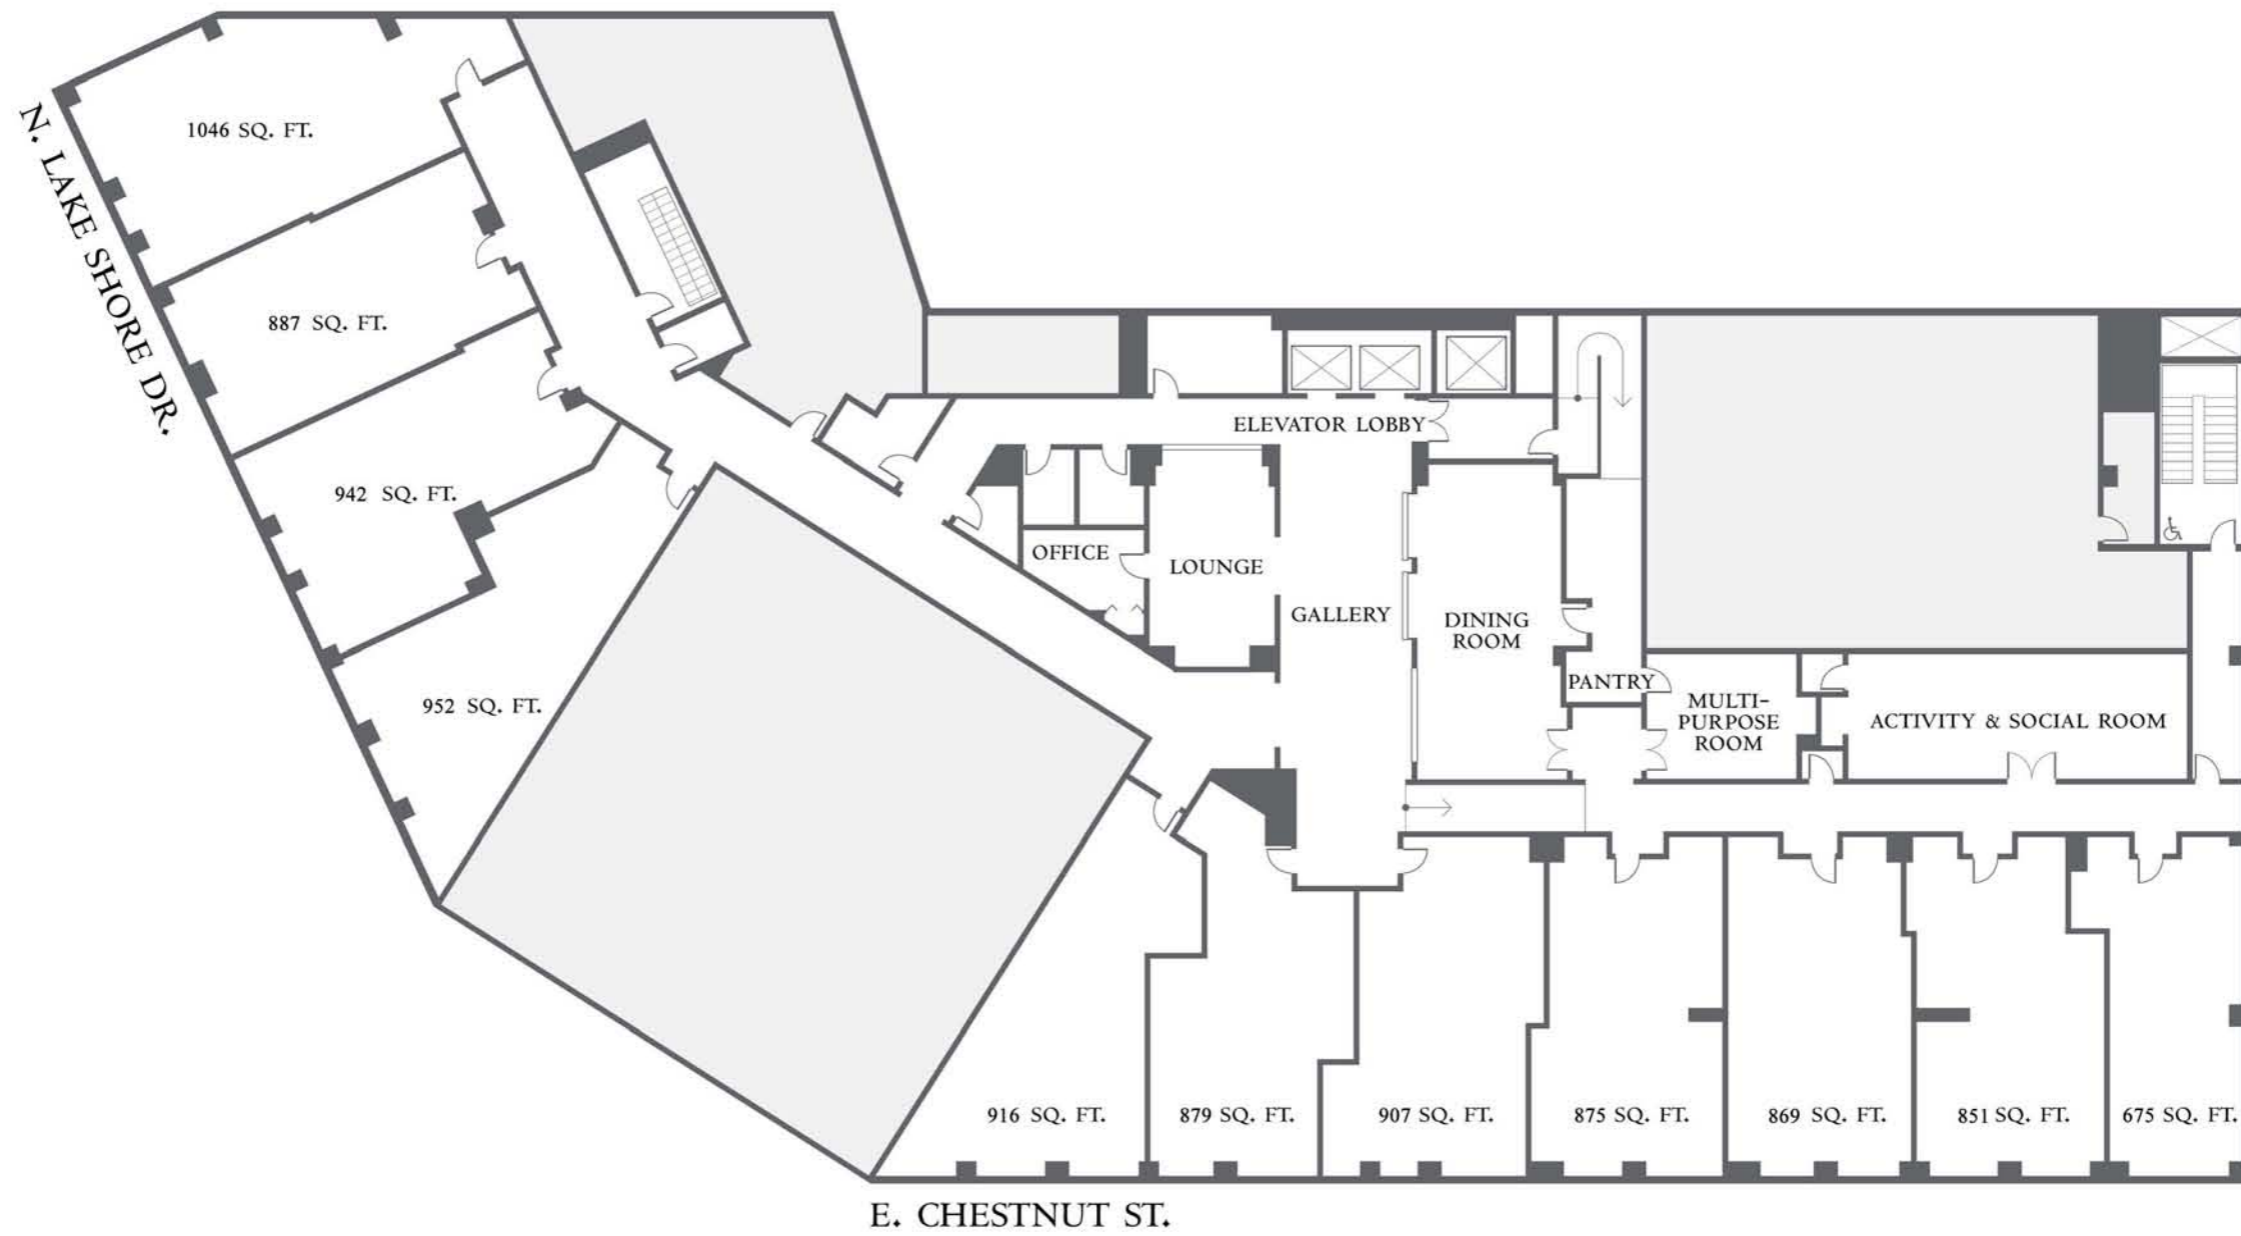 N. LAKE SHORE DR.
1046 SQ. FT.
887 SQ. FT.
942 SQ. FT.
952 SQ. FT.
ELEVATOR LOBBY
OFFICE
LOUNGE
GALLERY
DINING
ROOM
PANTRY
MULTI-
PURPOSE
ROOM
ACTIVITY & SOCIAL ROOM
916 SQ. FT.
879 SQ. FT.
907 SQ. FT.
875 SQ. FT.
869 SQ. FT.
851 SQ. FT.
675 SQ. FT.
E. CHESTNUT ST.